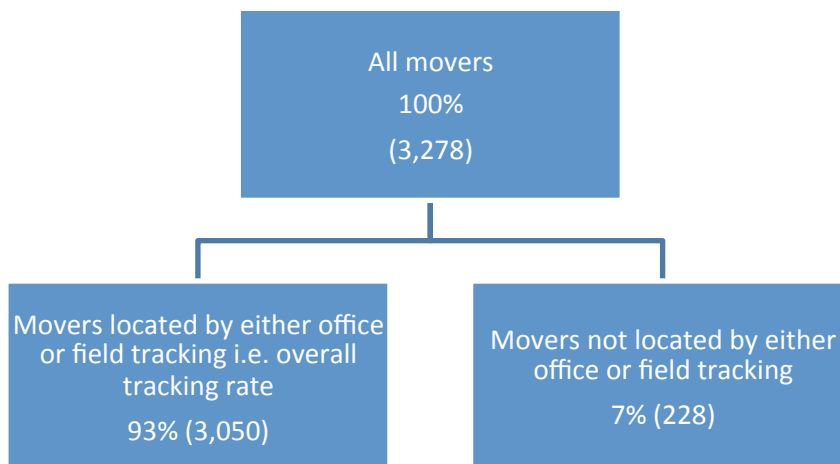 All movers
100%
(3,278)
Movers located by either office
or field tracking i.e. overall
tracking rate
93% (3,050)
Movers not located by either
office or field tracking
7% (228)